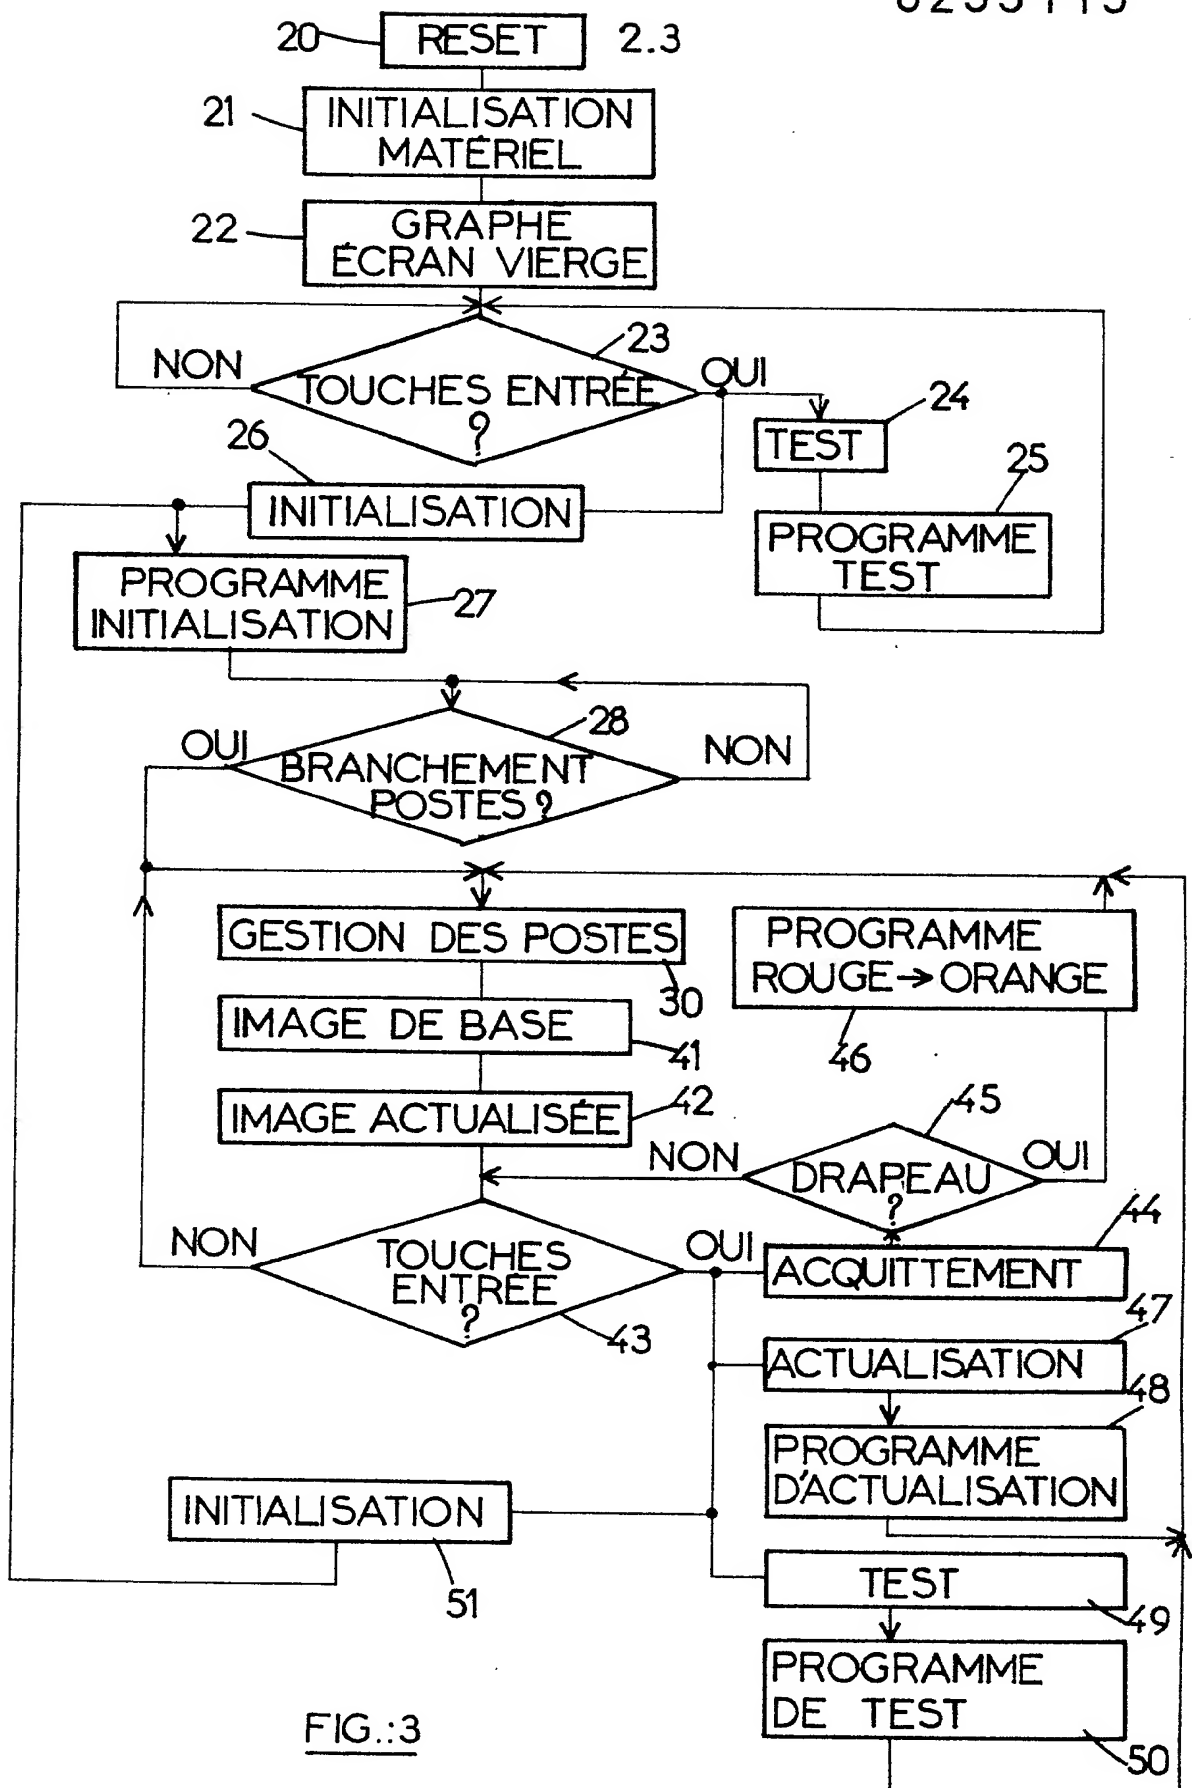 20 RESET 2.3
21 INITIALISATION
MATÉRIEL
22 GRAPHE
ÉCRAN VIERGE
23
NON TOUCHES ENTRÉE OUI
?
24
TEST
25
PROGRAMME
TEST
26
INITIALISATION
PROGRAMME
INITIALISATION
27
28
OUI BRANCHEMENT NON
POSTES ?
GESTION DES POSTES
30
IMAGE DE BASE
41
IMAGE ACTUALISÉE
42
PROGRAMME
ROUGE → ORANGE
46
45
NON DRAPEAU OUI
?
44
NON TOUCHES OUI
ENTRÉE
?
43
ACQUITTEMENT
47
ACTUALISATION
48
PROGRAMME
D'ACTUALISATION
INITIALISATION
51
TEST
49
PROGRAMME
DE TEST
50
FIG.:3